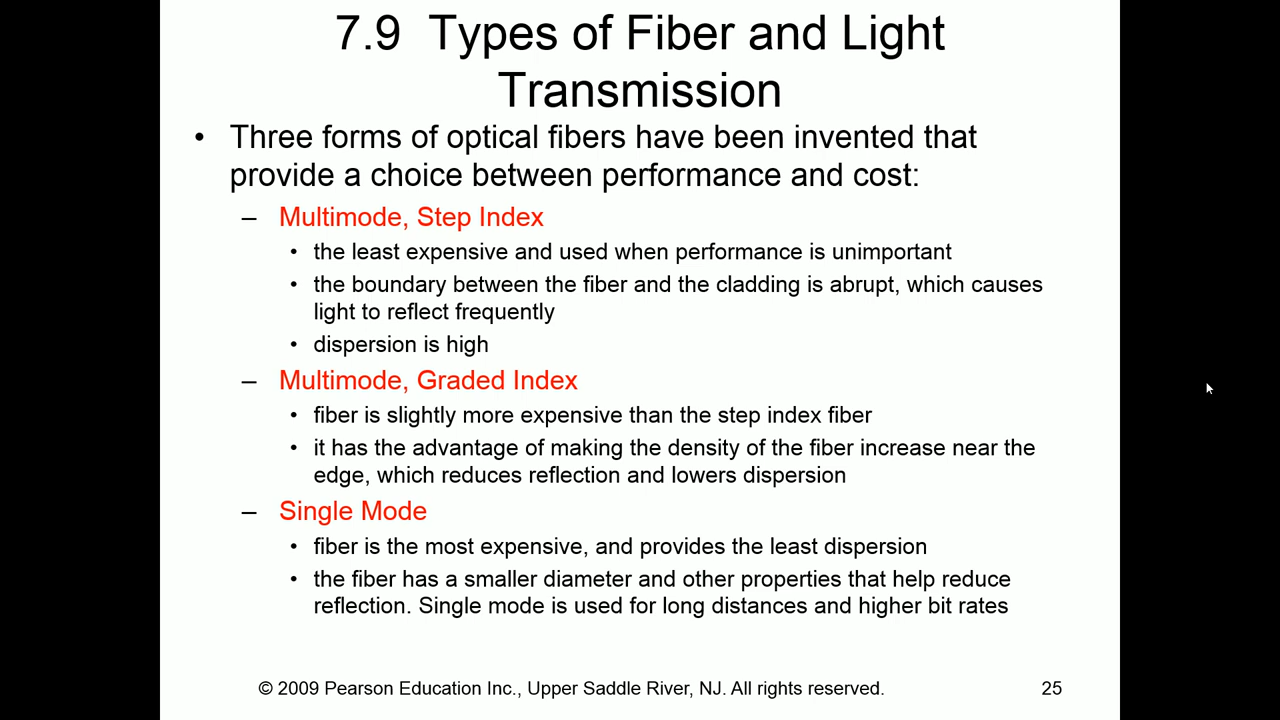 7.9 Types of Fiber and Light
Transmission
• Three forms of optical fibers have been invented that
provide a choice between performance and cost:
– Multimode, Step Index
• the least expensive and used when performance is unimportant
• the boundary between the fiber and the cladding is abrupt, which causes
light to reflect frequently
• dispersion is high
– Multimode, Graded Index
• fiber is slightly more expensive than the step index fiber
• it has the advantage of making the density of the fiber increase near the
edge, which reduces reflection and lowers dispersion
– Single Mode
• fiber is the most expensive, and provides the least dispersion
• the fiber has a smaller diameter and other properties that help reduce
reflection. Single mode is used for long distances and higher bit rates
© 2009 Pearson Education Inc., Upper Saddle River, NJ. All rights reserved.
25